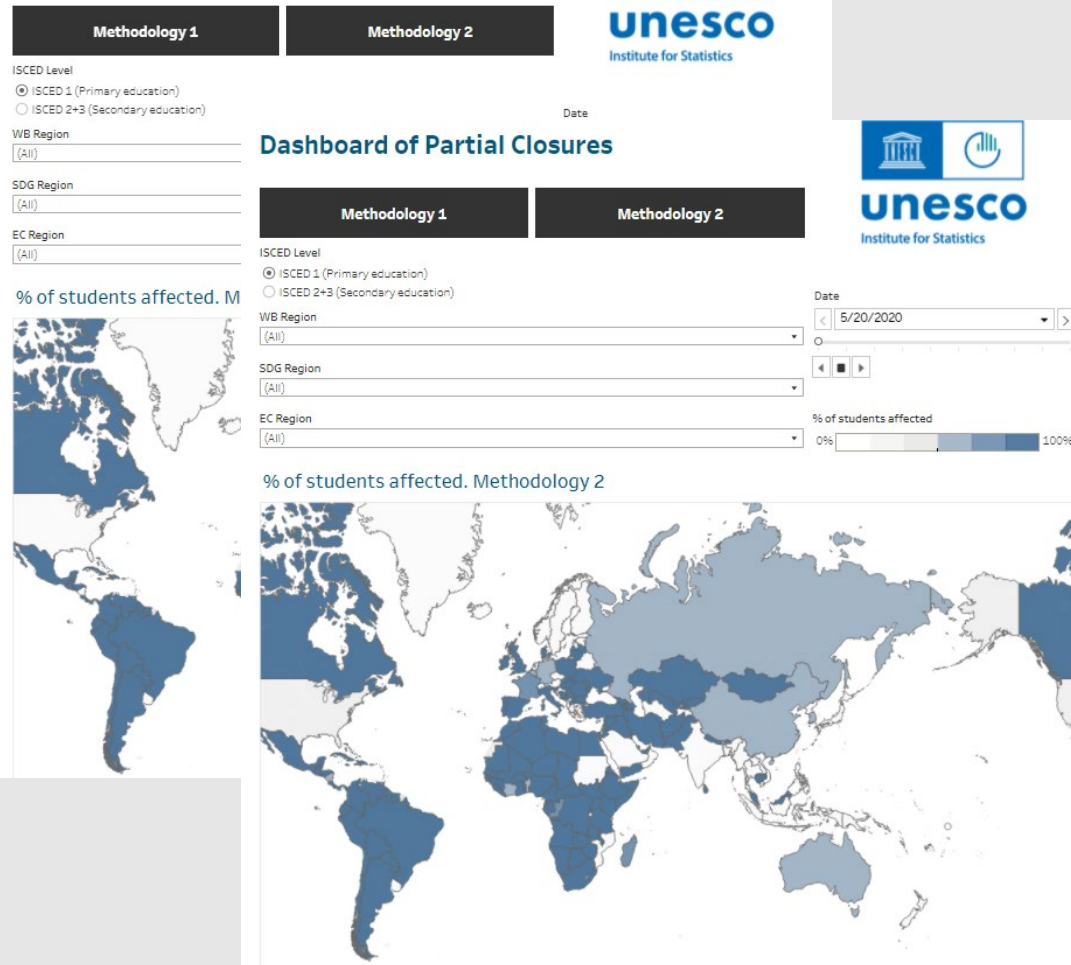 Methodology 1
Methodology 2
unesco
Institute for Statistics
ISCED Level
ISCED 1 (Primary education)
ISCED 2+3 (Secondary education)
WB Region
(All)
SDG Region
(All)
EC Region
(All)
Date
% of students affected. M
Dashboard of Partial Closures
Methodology 1
Methodology 2
unesco
Institute for Statistics
ISCED Level
ISCED 1 (Primary education)
ISCED 2+3 (Secondary education)
WB Region
(All)
SDG Region
(All)
EC Region
(All)
Date
5/20/2020
% of students affected
0%
100%
% of students affected. Methodology 2